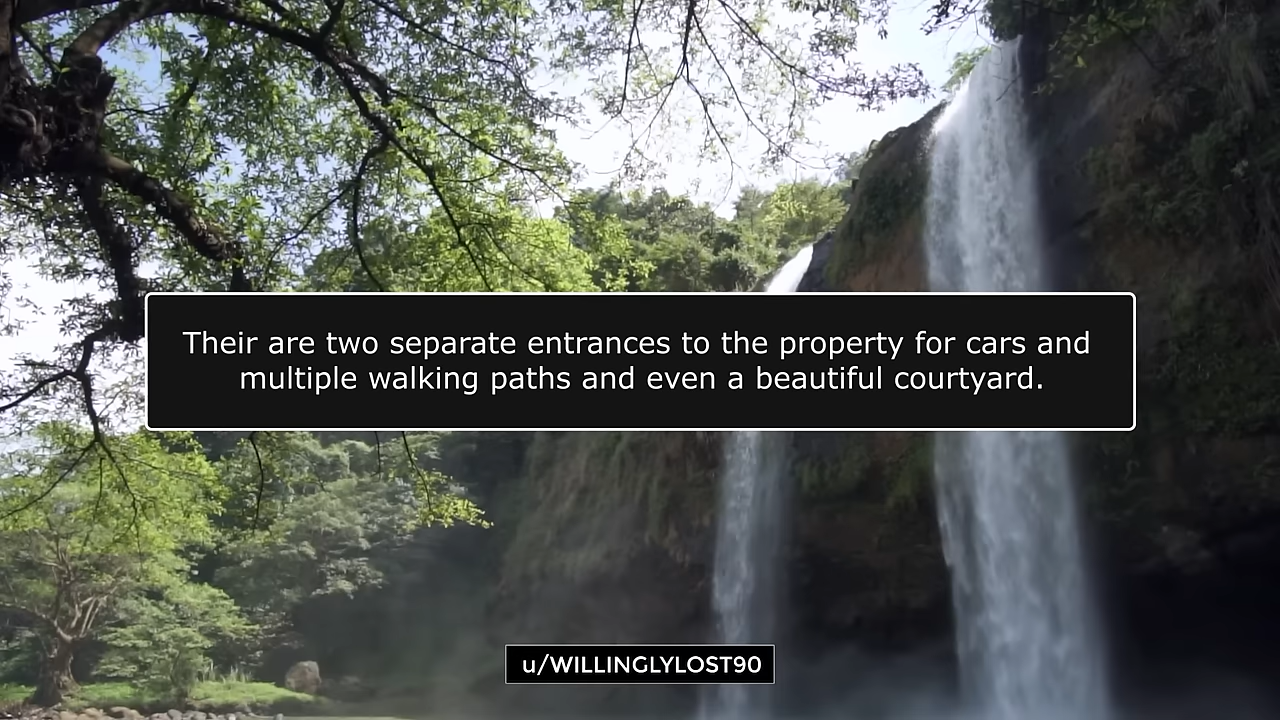 Their are two separate entrances to the property for cars and
multiple walking paths and even a beautiful courtyard.
u/WILLINGLYLOST90